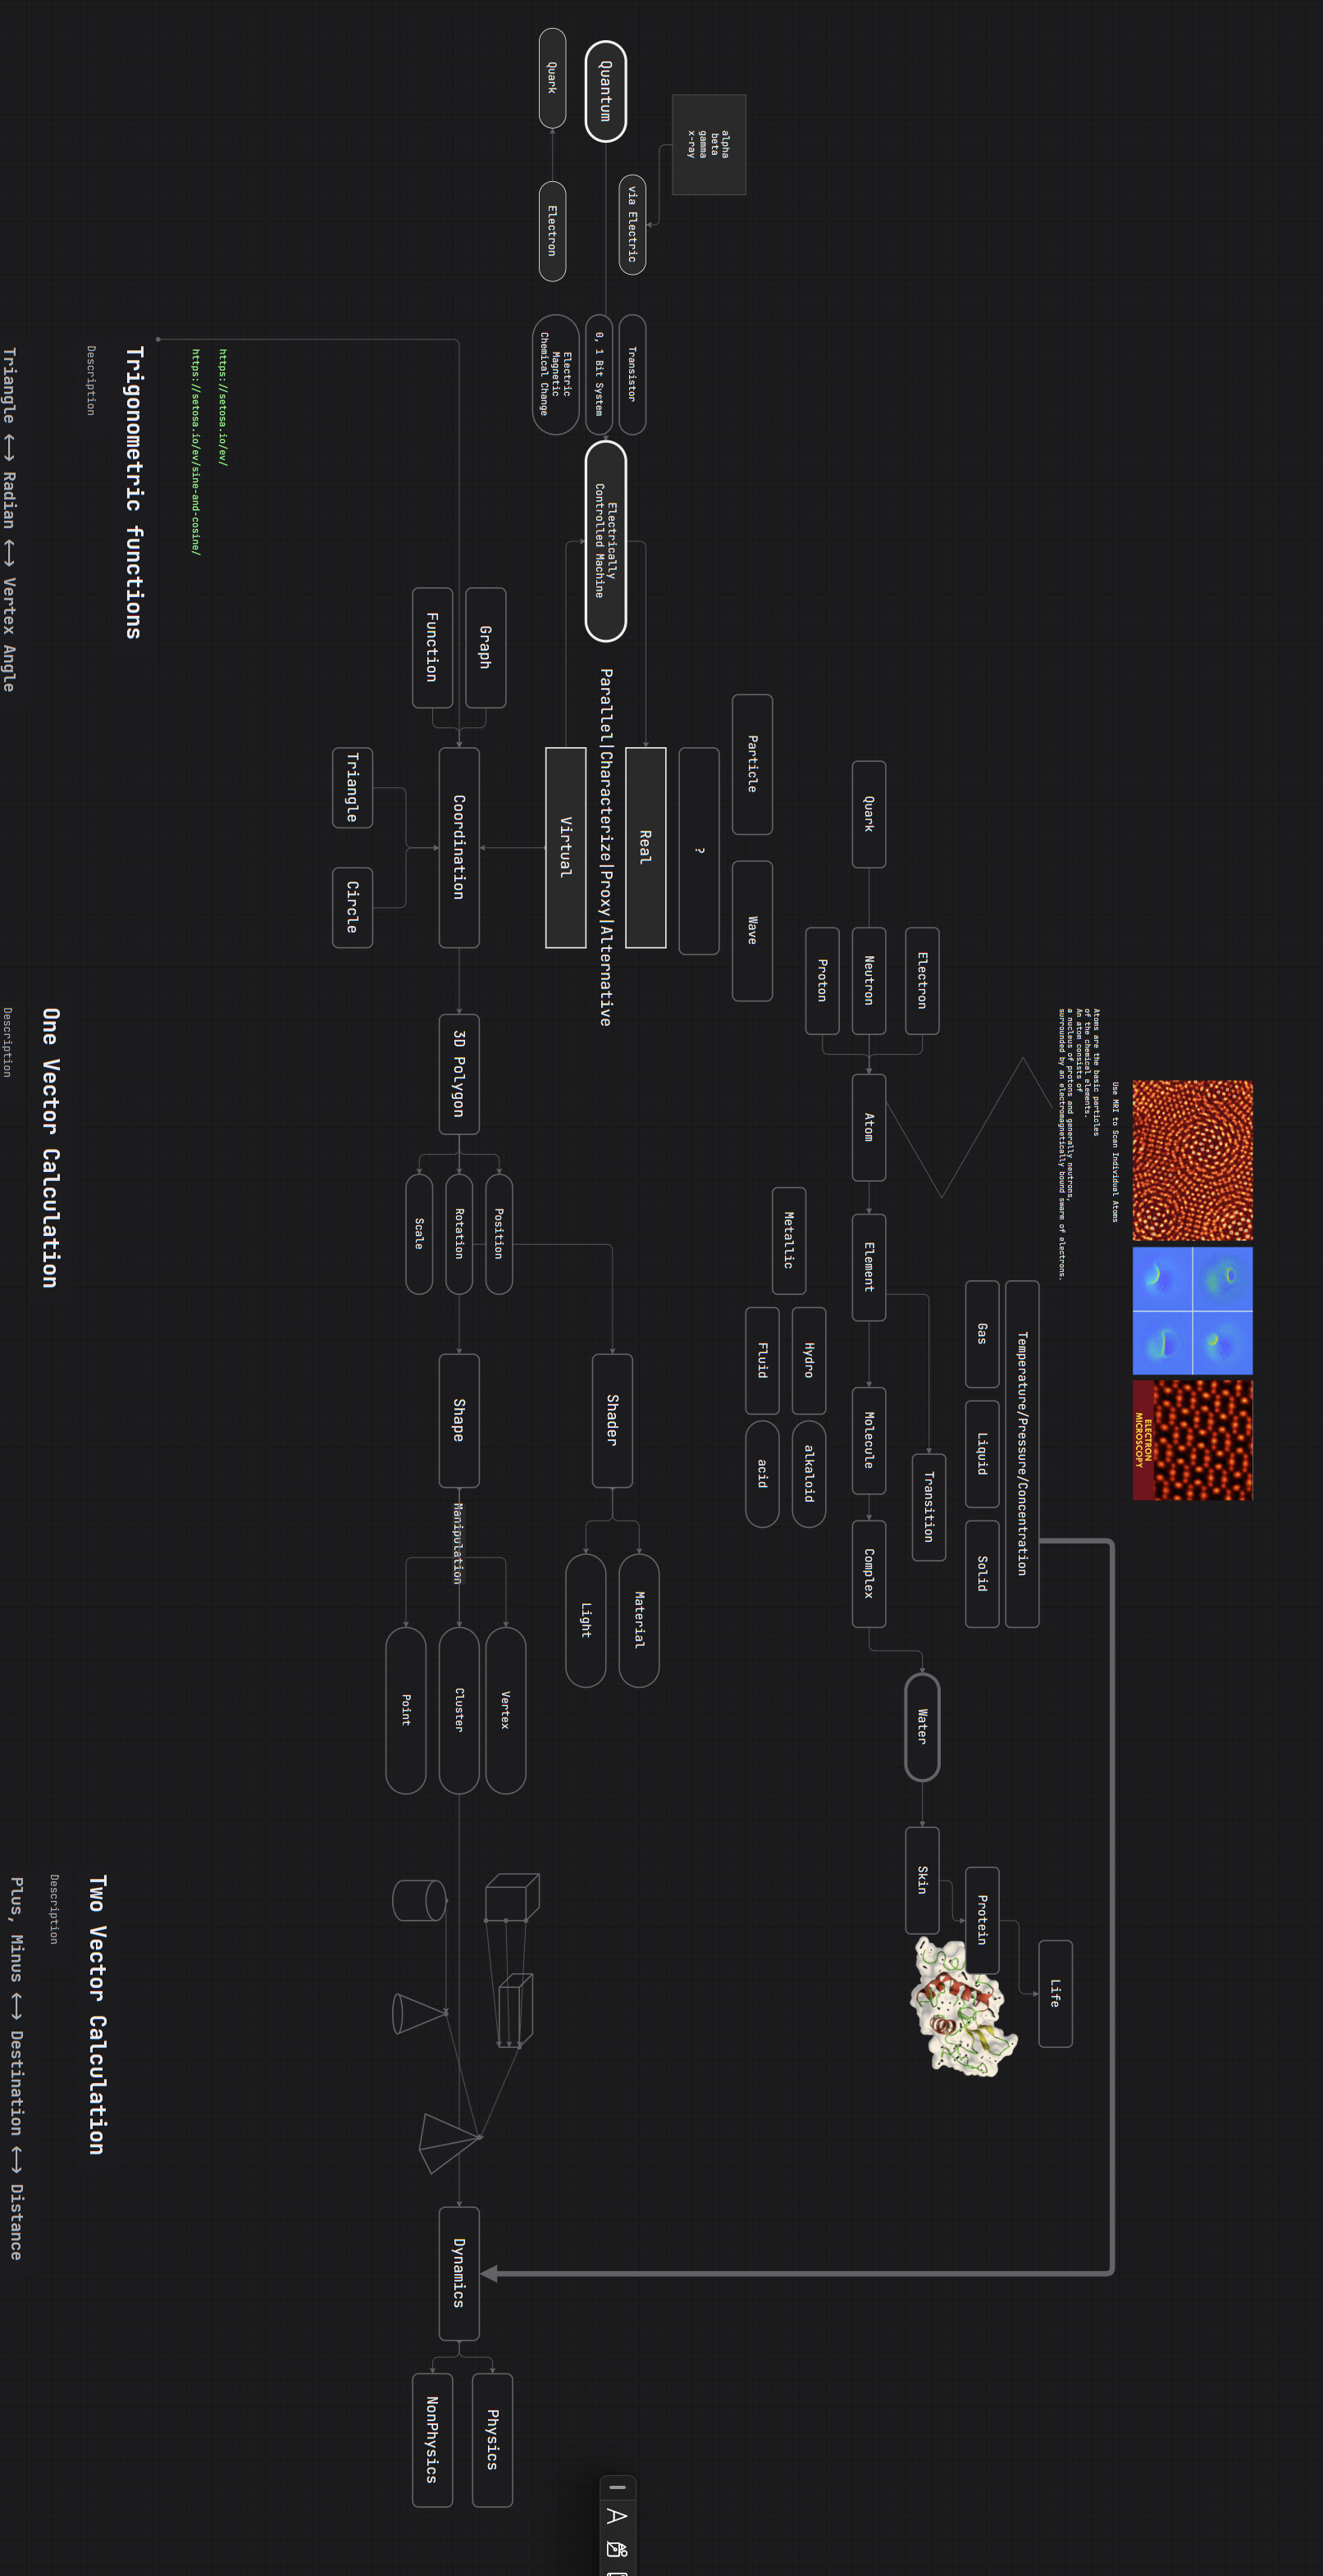 Use MRI to Scan Individual Atoms
Atoms are the basic particles
of the chemical elements.
An atom consists of
a nucleus of protons and generally neutrons,
surrounded by an electromagnetically bound swarm of electrons.
ELECTRON
MICROSCOPY
Temperature/Pressure/Concentration
Gas
Liquid
Solid
Life
Protein
Transition
Electron
Water
Skin
Quark
Neutron
Atom
Element
Molecule
Complex
Proton
Hydro
alkaloid
Metallic
Fluid
acid
Particle
Wave
?
alpha
beta
gamma
x-ray
via Electric
Transistor
Real
Material
Quantum
0, 1 Bit System
Electrically
Controlled Machine
Parallel|Characterize|Proxy|Alternative
Shader
Light
Quark
Electron
Electric
Magnetic
Chemical Change
Virtual
Graph
Function
Coordination
3D Polygon
Position
Rotation
Scale
Shape
Manipulation
Vertex
Cluster
Point
Dynamics
Physics
NonPhysics
Triangle
Circle
https://setosa.io/ev/
https://setosa.io/ev/sine-and-cosine/
Trigonometric functions
Description
Triangle ⟷ Radian ⟷ Vertex Angle
One Vector Calculation
Description
Two Vector Calculation
Description
Plus, Minus ⟷ Destination ⟷ Distance
A